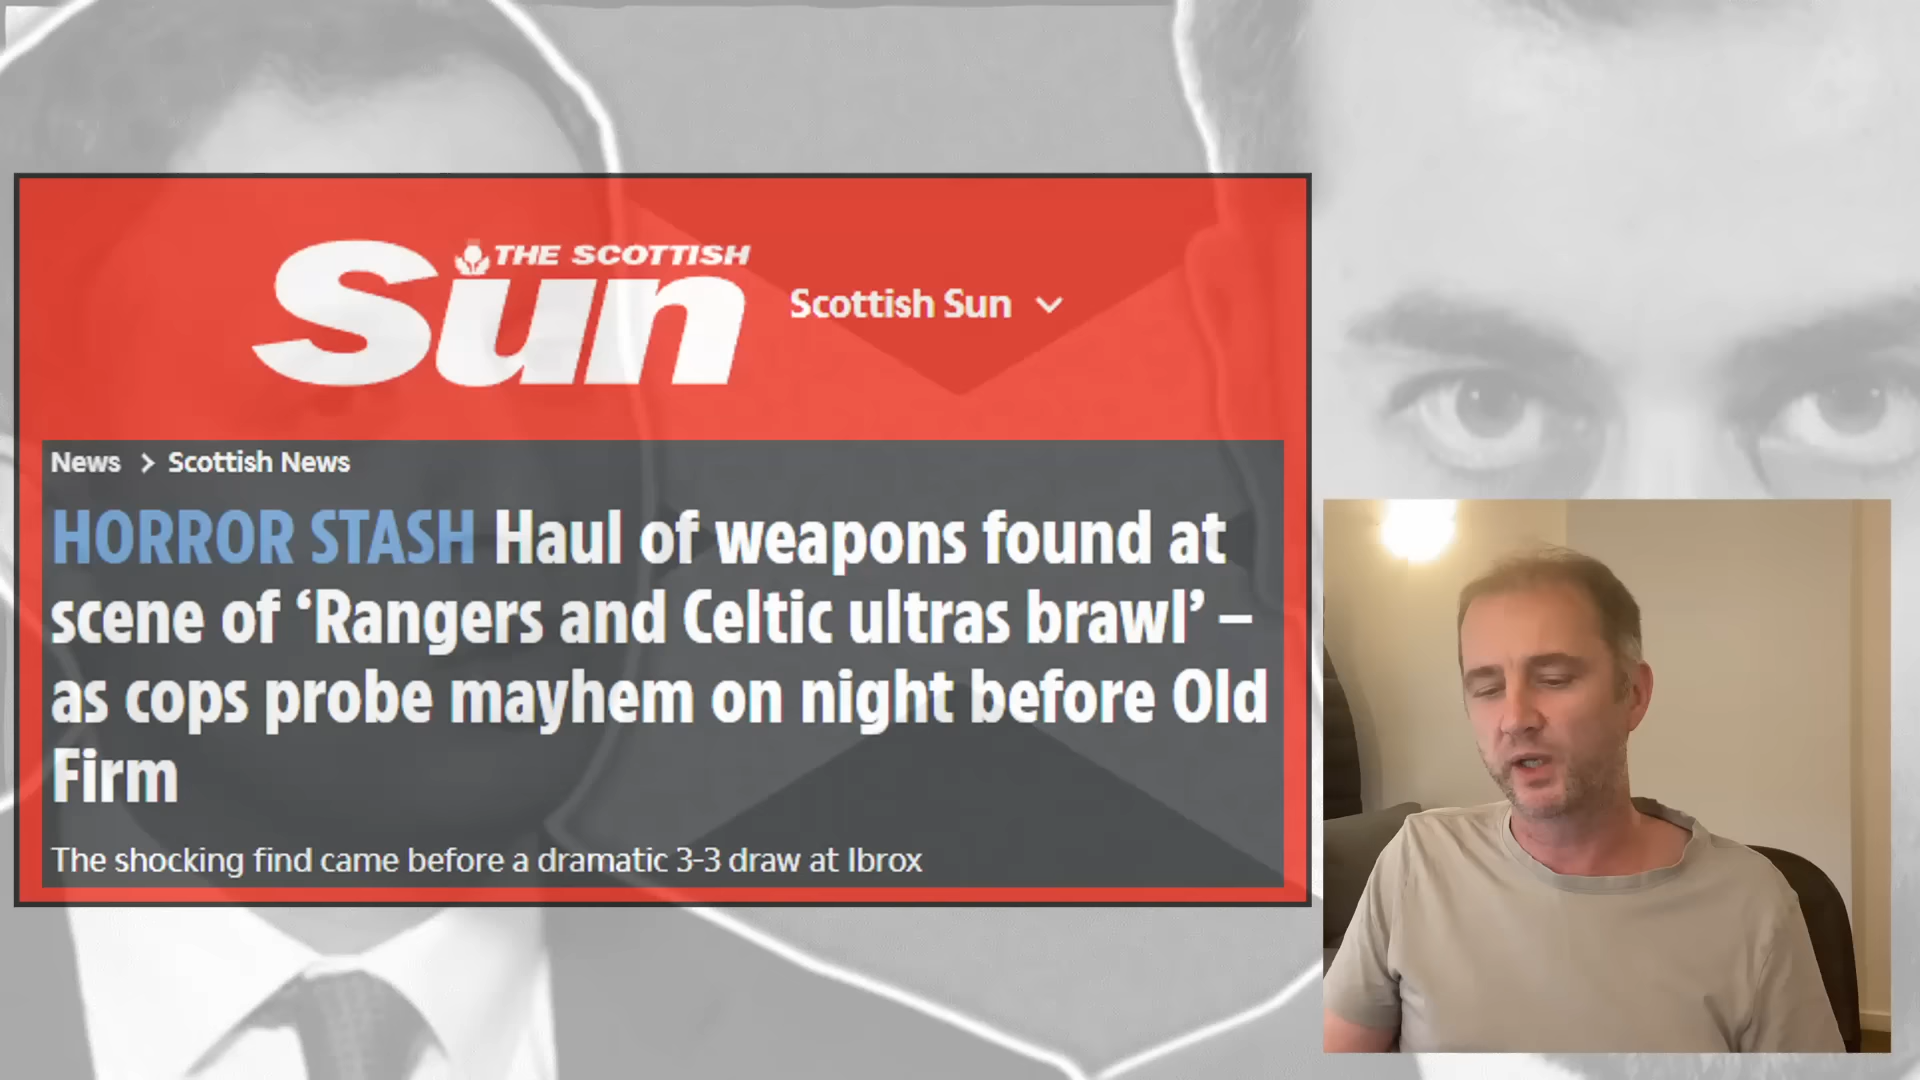 THE SCOTTISH
Sun
Scottish Sun
News > Scottish News
HORROR STASH Haul of weapons found at
scene of ‘Rangers and Celtic ultras brawl’ –
as cops probe mayhem on night before Old
Firm
The shocking find came before a dramatic 3-3 draw at Ibrox